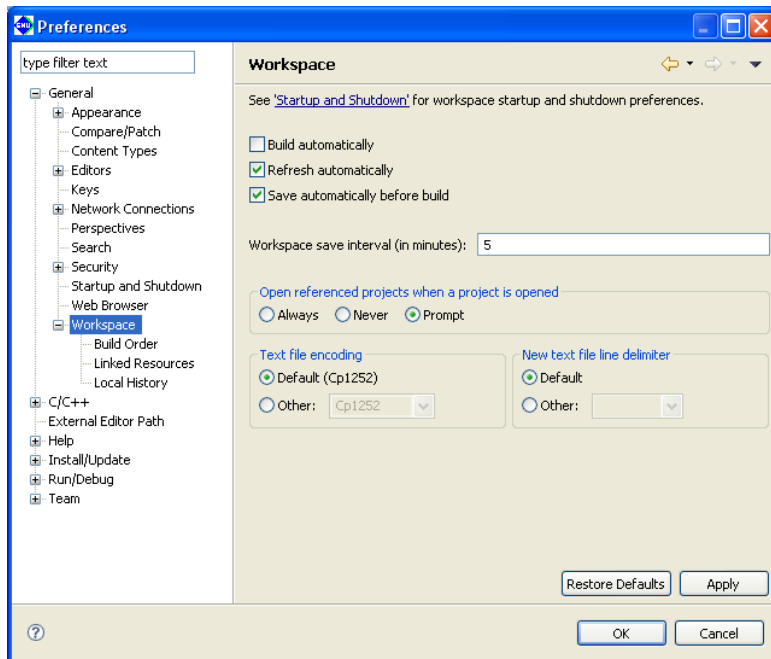 Preferences
type filter text
General
Appearance
Compare/Patch
Content Types
Editors
Keys
Network Connections
Perspectives
Search
Security
Startup and Shutdown
Web Browser
Workspace
Build Order
Linked Resources
Local History
C/C++
External Editor Path
Help
Install/Update
Run/Debug
Team
Workspace
See 'Startup and Shutdown' for workspace startup and shutdown preferences.
Build automatically
Refresh automatically
Save automatically before build
Workspace save interval (in minutes): 5
Open referenced projects when a project is opened
Always Never Prompt
Text file encoding
Default (Cp1252)
Other: Cp1252
New text file line delimiter
Default
Other:
Restore Defaults Apply
? OK Cancel